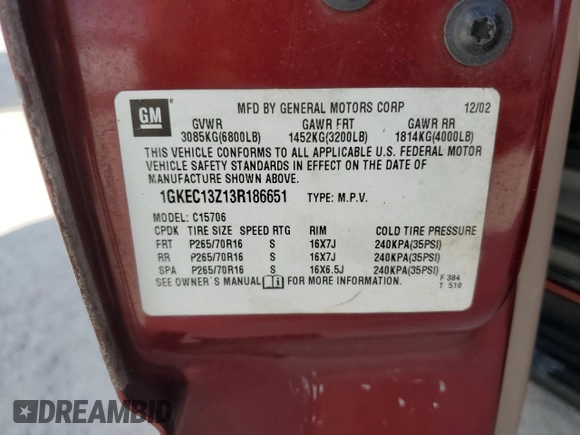 GM
MFD BY GENERAL MOTORS CORP 12/02
GVWR GAWR FRT GAWR RR
3085KG(6800LB) 1452KG(3200LB) 1814KG(4000LB)
THIS VEHICLE CONFORMS TO ALL APPLICABLE U.S. FEDERAL MOTOR
VEHICLE SAFETY STANDARDS IN EFFECT ON THE DATE OF
MANUFACTURE SHOWN ABOVE.
1GKEC13Z13R186651 TYPE: M.P.V.
MODEL: C15706
CPDK TIRE SIZE SPEED RTG RIM COLD TIRE PRESSURE
FRT P265/70R16 S 16X7J 240KPA(35PSI)
RR P265/70R16 S 16X7J 240KPA(35PSI)
SPA P265/70R16 S 16X6.5J 240KPA(35PSI)
SEE OWNER'S MANUAL FOR MORE INFORMATION.
F 384
T 510
DREAMBID